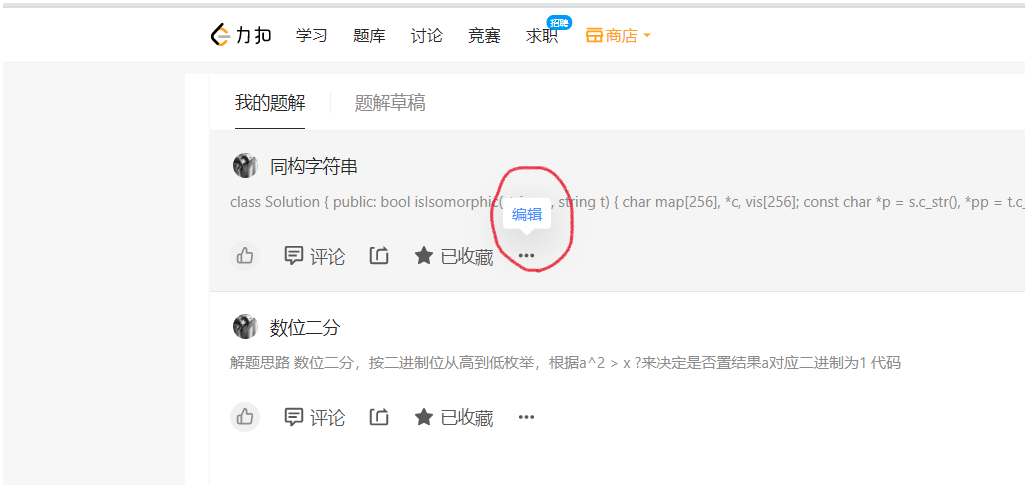 力扣 学习 题库 讨论 竞赛 求职 招聘 商店
我的题解 题解草稿
同构字符串
class Solution { public: bool isIsomorphic( string t) { char map[256], *c, vis[256]; const char *p = s.c_str(), *pp = t.c_
编辑
评论 已收藏 ···
数位二分
解题思路 数位二分，按二进制位从高到低枚举，根据a^2 > x ?来决定是否置结果a对应二进制为1 代码
评论 已收藏 ···